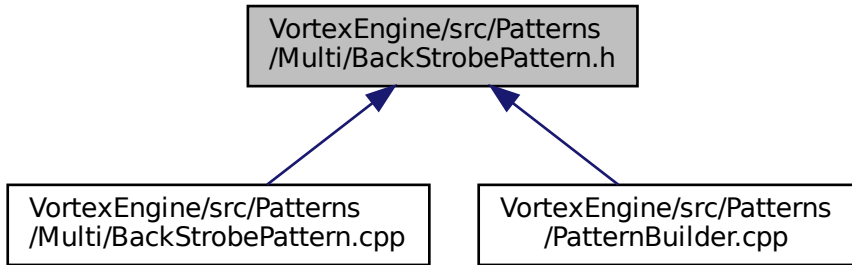 VortexEngine/src/Patterns
/Multi/BackStrobePattern.h
VortexEngine/src/Patterns
/Multi/BackStrobePattern.cpp
VortexEngine/src/Patterns
/PatternBuilder.cpp